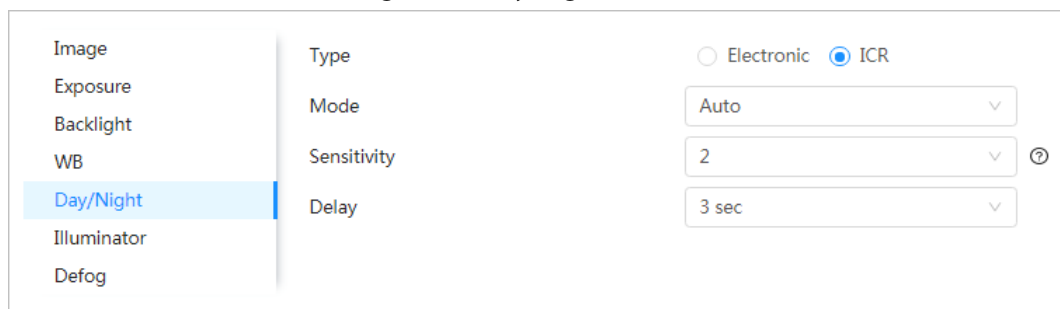 Image
Exposure
Backlight
WB
Day/Night
Illuminator
Defog
Type Electronic ICR
Mode Auto
Sensitivity 2
Delay 3 sec